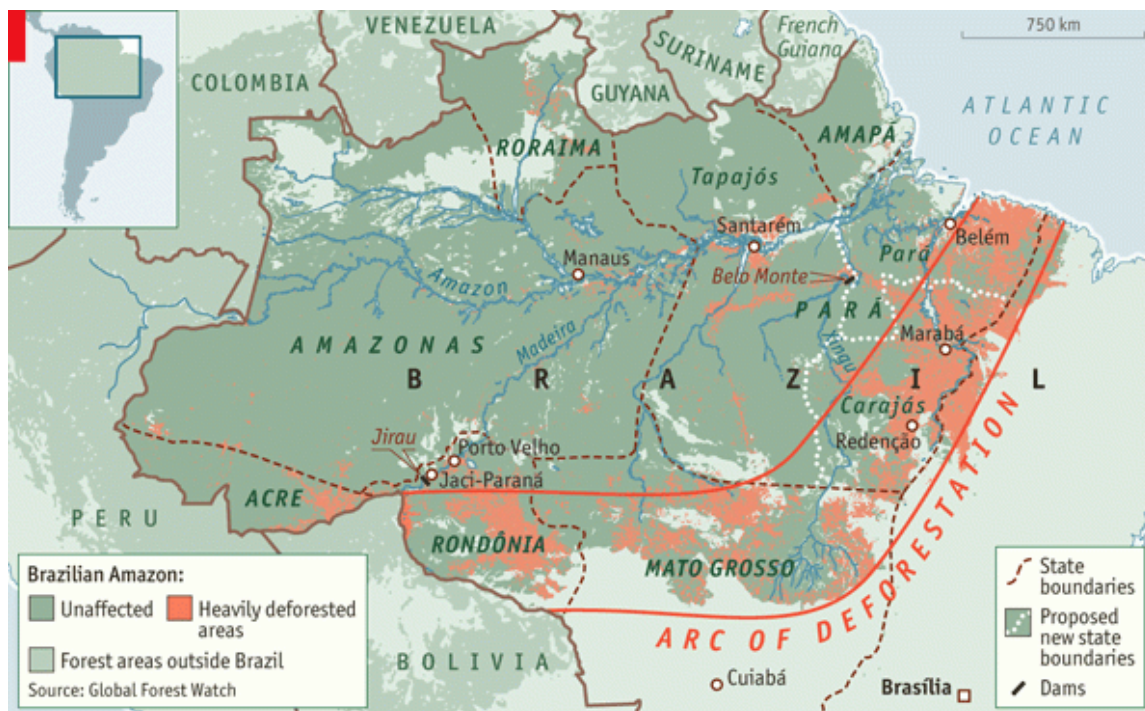 VENEZUELA
French
Guiana
750 km
COLOMBIA
SURINAME
GUYANA
ATLANTIC
OCEAN
RORAIMA
AMAPÁ
Tapajós
Santarém
Belém
Manaus
Pará
Amazon
Belo Monte
PARÁ
Madeira
Xingu
Marabá
AMAZONAS
BRAZIL
Carajás
Redenção
Jirau
Porto Velho
Jaci-Paraná
ACRE
PERU
RONDÔNIA
MATO GROSSO
ARC OF DEFORESTATION
BOLIVIA
Cuiabá
Brasília
Brazilian Amazon:
Unaffected
Heavily deforested
areas
Forest areas outside Brazil
Source: Global Forest Watch
State
boundaries
Proposed
new state
boundaries
Dams